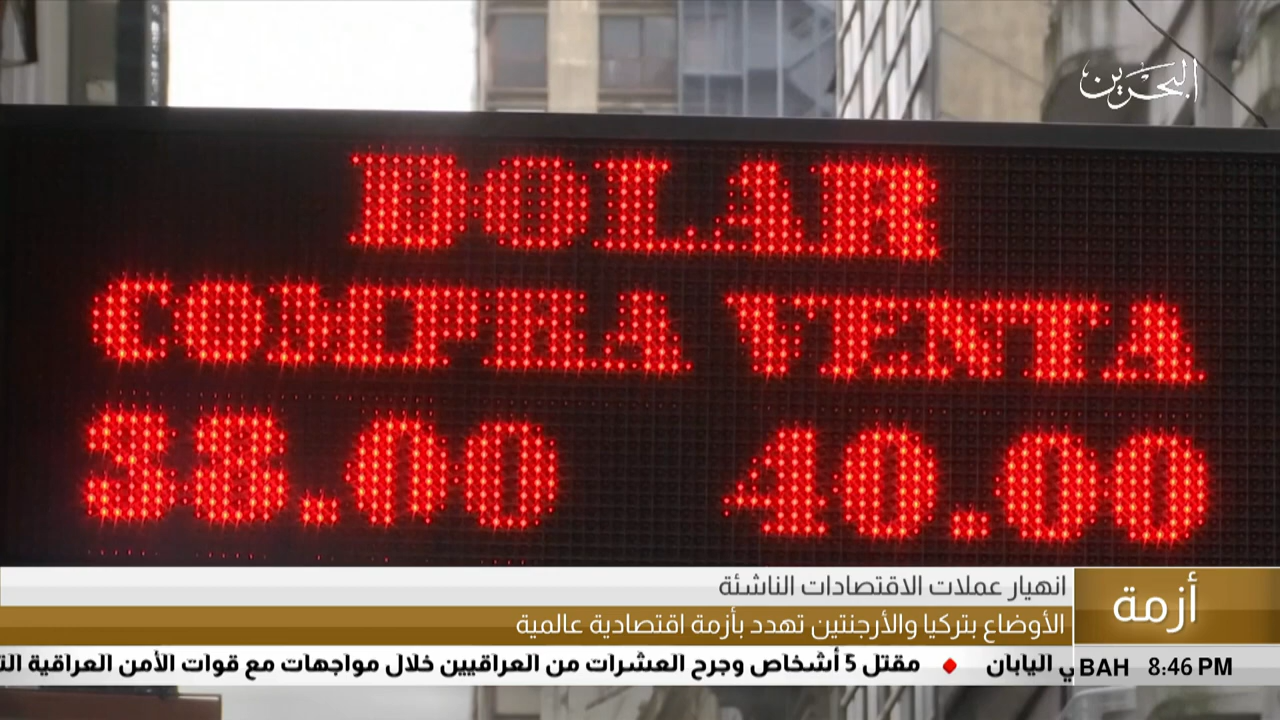 البحرين
DOLAR
COMPRA VENTA
38.00 40.00
انهيار عملات الاقتصادات الناشئة
أزمة
الأوضاع بتركيا والأرجنتين تهدد بأزمة اقتصادية عالمية
BAH 8:46 PM
اليابان ♦ مقتل 5 أشخاص وجرح العشرات من العراقيين خلال مواجهات مع قوات الأمن العراقية